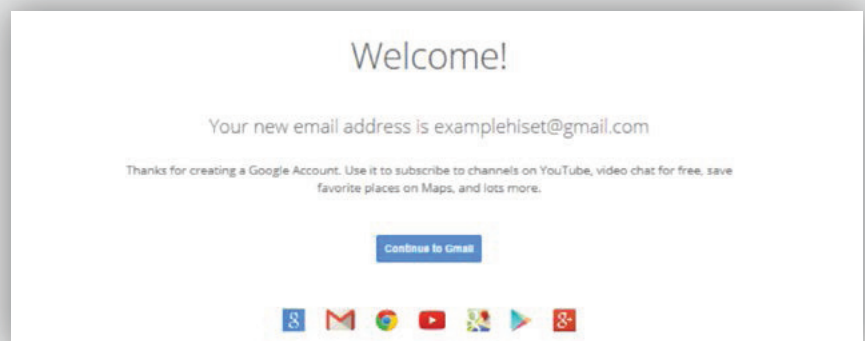 Welcome!
Your new email address is examplehiset@gmail.com
Thanks for creating a Google Account. Use it to subscribe to channels on YouTube, video chat for free, save
favorite places on Maps, and lots more.
Continue to Gmail